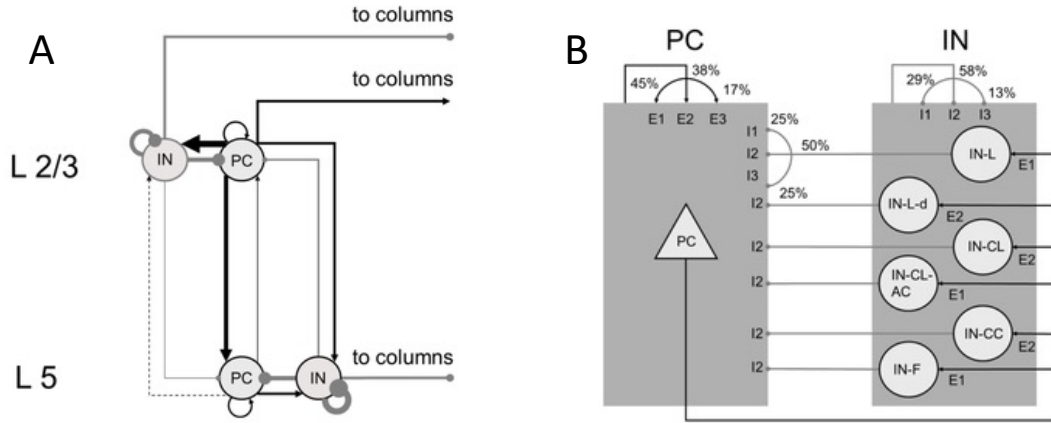 A
to columns
to columns
L 2/3
IN
PC
to columns
L 5
PC
IN
B
PC
IN
45%
38%
17%
E1 E2 E3
29%
58%
13%
I1 I2 I3
I1
25%
I2
50%
I3
25%
I2
I2
I2
I2
I2
PC
IN-L
E1
IN-L-d
E2
IN-CL
E2
IN-CL-
AC
E1
IN-CC
E2
IN-F
E1